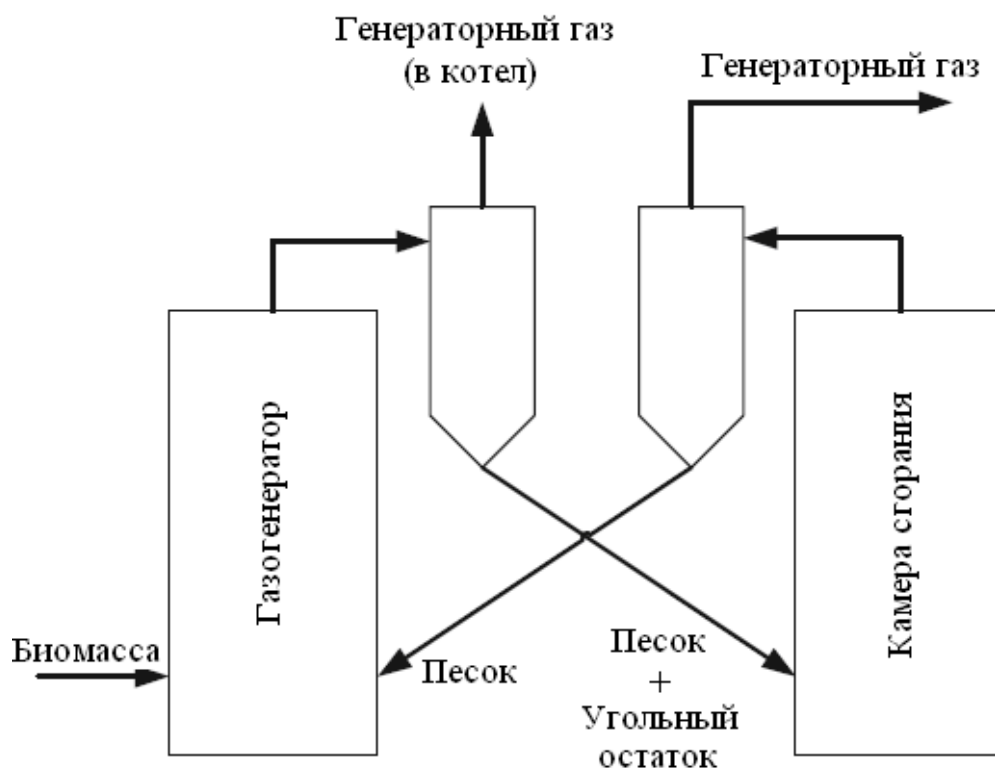 Генераторный газ
(в котел)
Генераторный газ
Газогенератор
Камера сгорания
Биомасса
Песок
Песок
+
Угольный
остаток